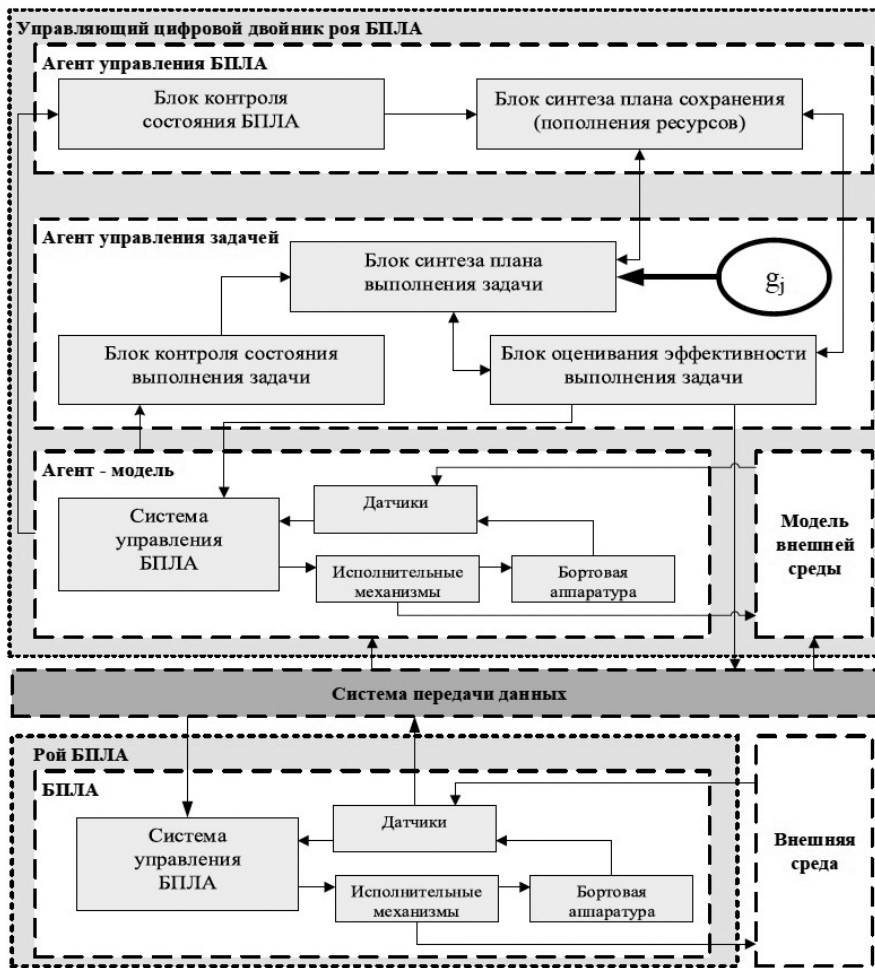 Управляющий цифровой двойник роя БПЛА
Агент управления БПЛА
Блок контроля
состояния БПЛА
Блок синтеза плана сохранения
(пополнения ресурсов)
Агент управления задачей
Блок синтеза плана
выполнения задачи
gj
Блок контроля состояния
выполнения задачи
Блок оценивания эффективности
выполнения задачи
Агент - модель
Система
управления
БПЛА
Датчики
Исполнительные
механизмы
Бортовая
аппаратура
Модель
внешней
среды
Система передачи данных
Рой БПЛА
БПЛА
Система
управления
БПЛА
Датчики
Исполнительные
механизмы
Бортовая
аппаратура
Внешняя
среда